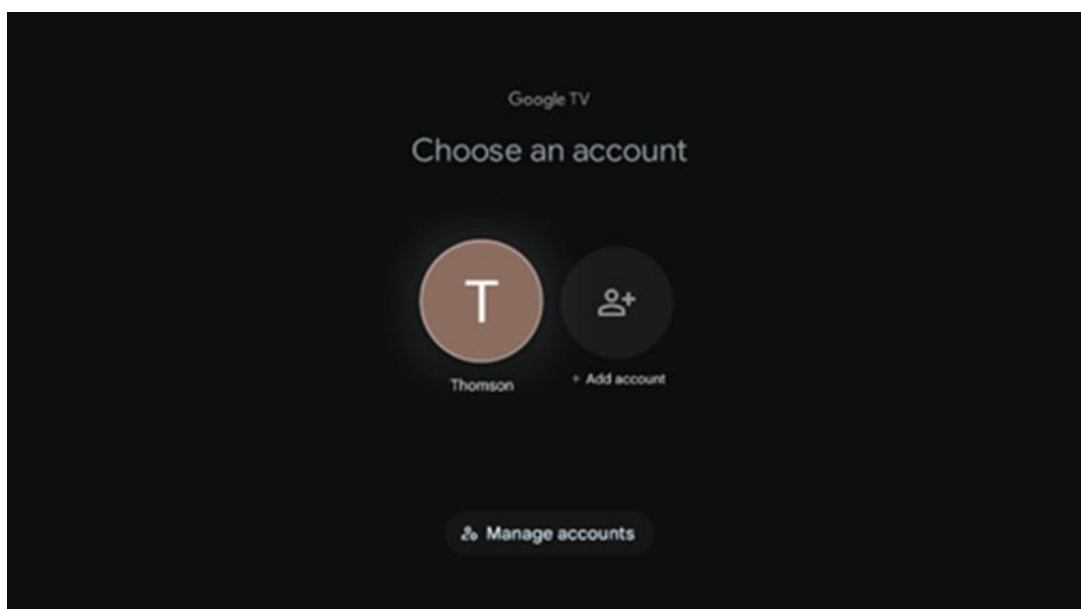 Google TV
Choose an account
T
Thomson
+ Add account
Manage accounts